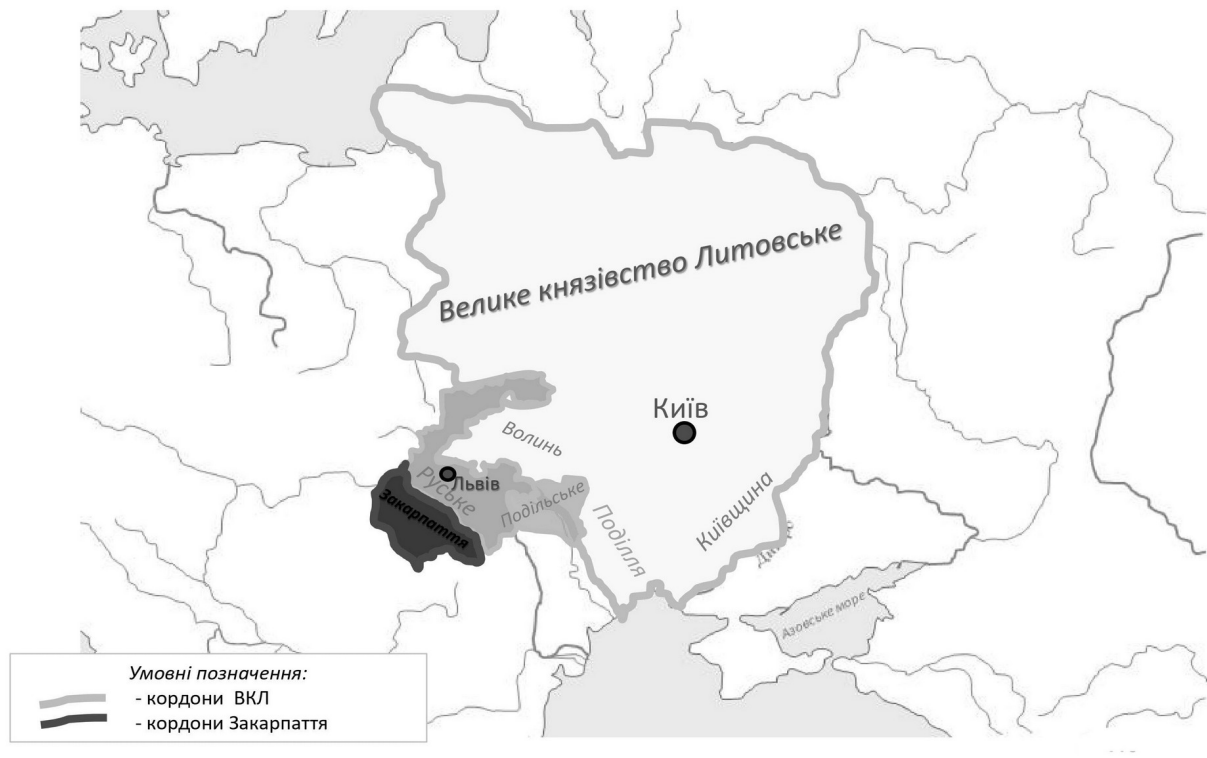 Велике князівство Литовське
Київ
Волинь
Львів
Руське
Закарпаття
Подільське
Поділля
Київщина
Азовське море
Умовні позначення:
- кордони ВКЛ
- кордони Закарпаття